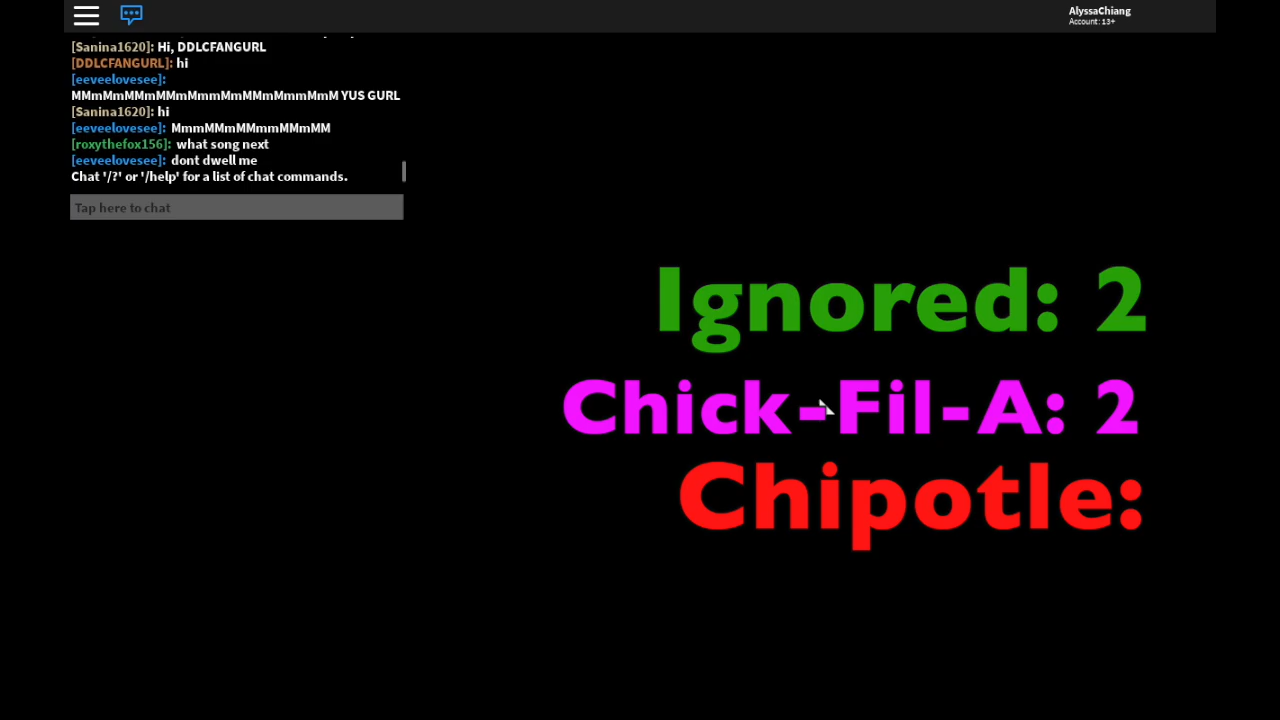 AlyssaChiang
Account: 13+
[Sanina1620]: Hi, DDLCFANGURL
[DDLCFANGURL]: hi
[eeveelovesee]:
MMmMmMMmMMmMmmMmMMmMmmMmM YUS GURL
[Sanina1620]: hi
[eeveelovesee]: MmmMMmMMmmMMmMM
[roxythefox156]: what song next
[eeveelovesee]: dont dwell me
Chat '/?' or '/help' for a list of chat commands.
Tap here to chat
Ignored: 2
Chick-Fil-A: 2
Chipotle: